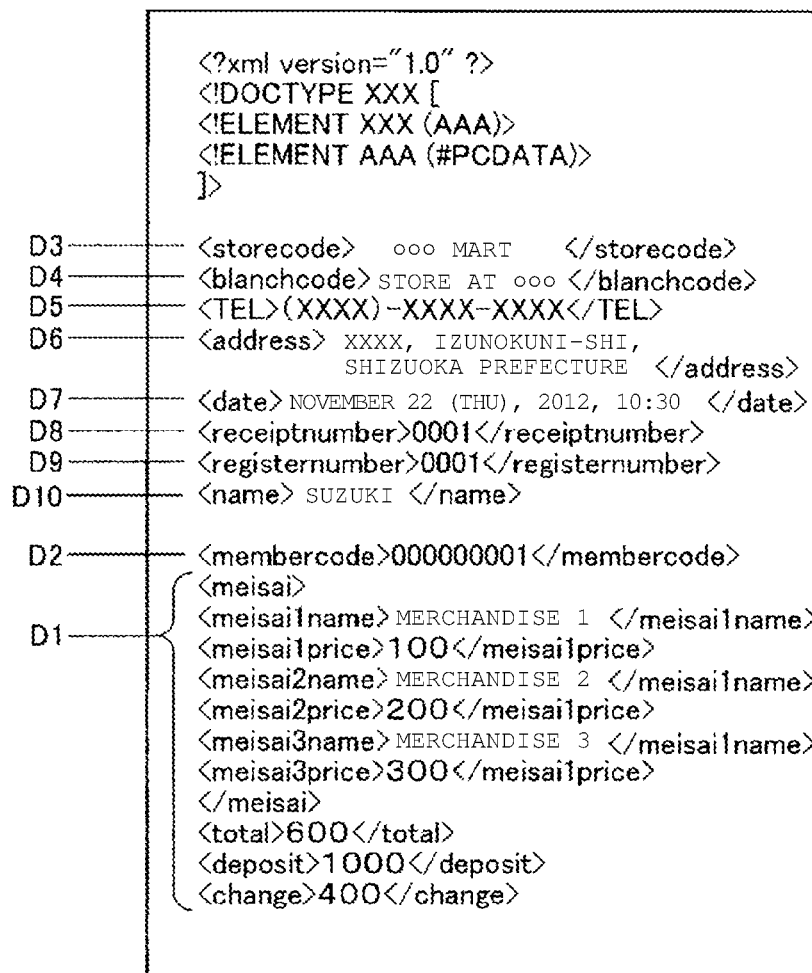 <?xml version="1.0" ?>
<!DOCTYPE XXX [
<!ELEMENT XXX (AAA)>
<!ELEMENT AAA (#PCDATA)>
]>
D3 <storecode> ○○○ MART </storecode>
D4 <blanchcode> STORE AT ○○○ </blanchcode>
D5 <TEL>(XXXX)-XXXX-XXXX</TEL>
D6 <address> XXXX, IZUNOKUNI-SHI,
SHIZUOKA PREFECTURE </address>
D7 <date> NOVEMBER 22 (THU), 2012, 10:30 </date>
D8 <receiptnumber>0001</receiptnumber>
D9 <registernumber>0001</registernumber>
D10 <name> SUZUKI </name>
D2 <membercode>000000001</membercode>
<meisai>
<meisai1name> MERCHANDISE 1 </meisai1name>
D1 <meisai1price>100</meisai1price>
<meisai2name> MERCHANDISE 2 </meisai1name>
<meisai2price>200</meisai1price>
<meisai3name> MERCHANDISE 3 </meisai1name>
<meisai3price>300</meisai1price>
</meisai>
<total>600</total>
<deposit>1000</deposit>
<change>400</change>